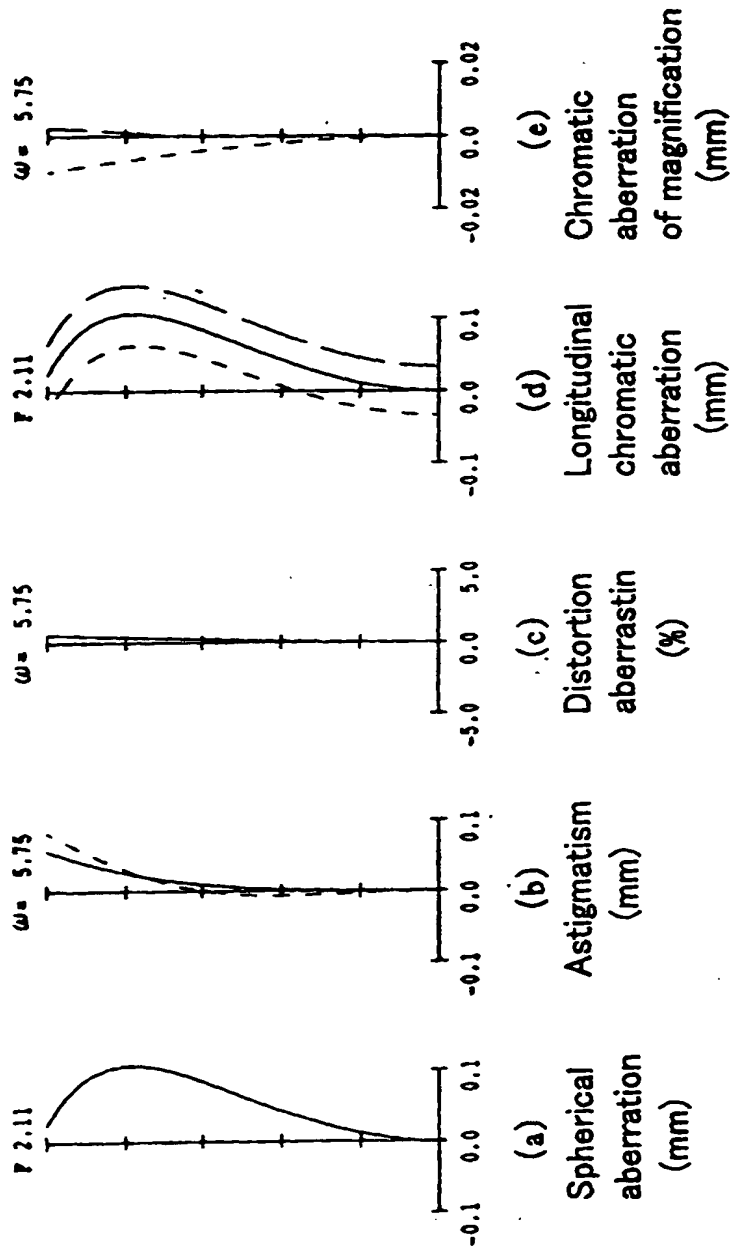 F 2.11
-0.1 0.0 0.1
(a)
Spherical
aberration
(mm)
ω= 5.75
-0.1 0.0 0.1
(b)
Astigmatism
(mm)
ω= 5.75
-5.0 0.0 5.0
(c)
Distortion
aberrastin
(%)
F 2.11
-0.1 0.0 0.1
(d)
Longitudinal
chromatic
aberration
(mm)
ω= 5.75
-0.02 0.0 0.02
(e)
Chromatic
aberration
of magnification
(mm)